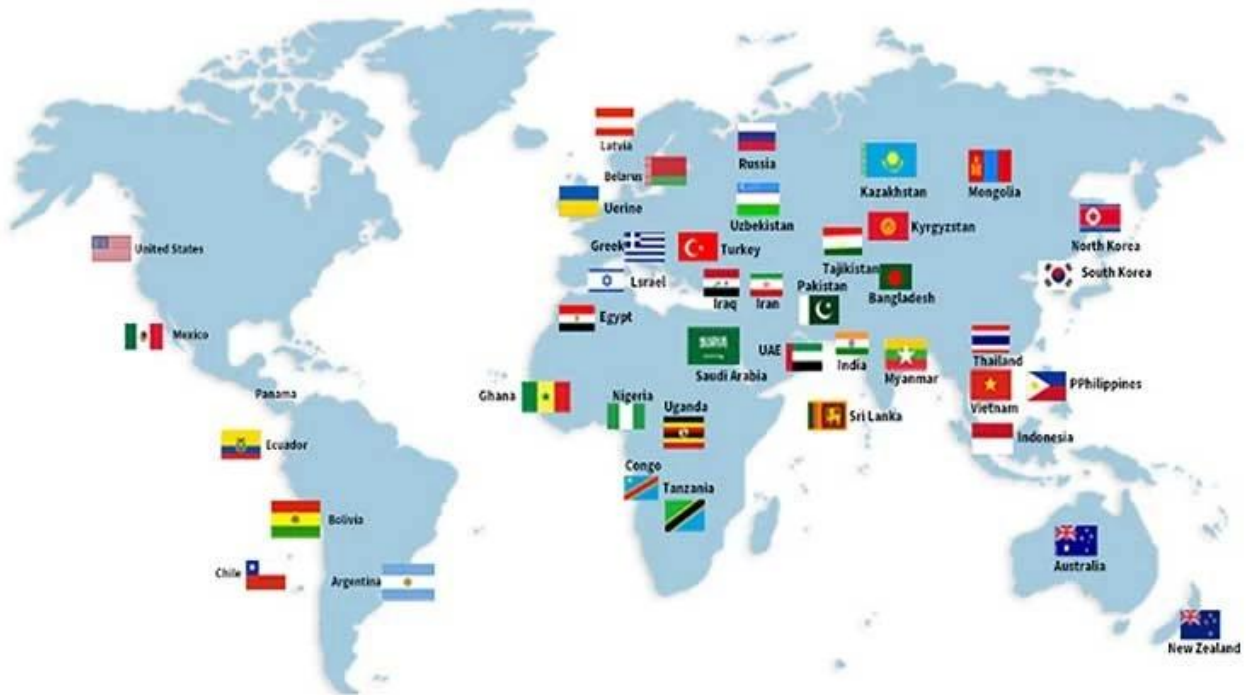 Latvia
Russia
Belarus
Kazakhstan
Mongolia
Uerine
Uzbekistan
Kyrgyzstan
North Korea
United States
Greek
Turkey
Tajikistan
South Korea
Lsrael
Iraq
Iran
Pakistan
Bangladesh
Egypt
Mexico
Saudi Arabia
UAE
India
Myanmar
Thailand
Panama
Ghana
Nigeria
Uganda
Sri Lanka
Vietnam
PPhilippines
Ecuador
Indonesia
Congo
Tanzania
Bolivia
Chile
Argentina
Australia
New Zealand